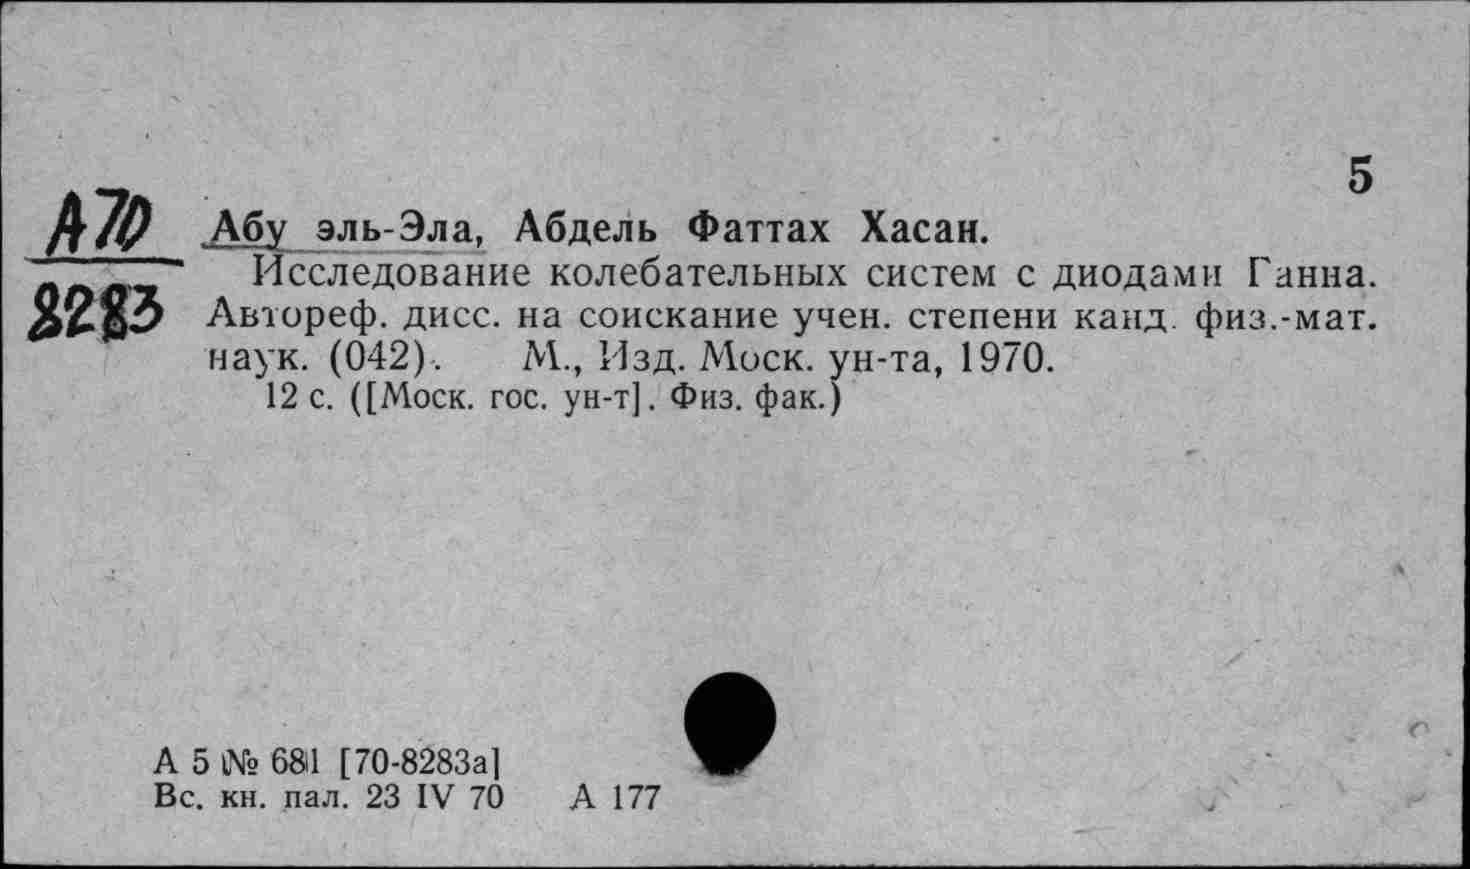 5
А70
8283
Абу эль-Эла, Абдель Фаттах Хасан.
Исследование колебательных систем с диодами Ганна.
Автореф. дисс. на соискание учен. степени канд. физ.-мат.
наук. (042). М., Изд. Моск. ун-та, 1970.
12 с. ([Моск. гос. ун-т]. Физ. фак.)
А 5 № 681 [70-8283а]
Вс. кн. пал. 23 IV 70 А 177